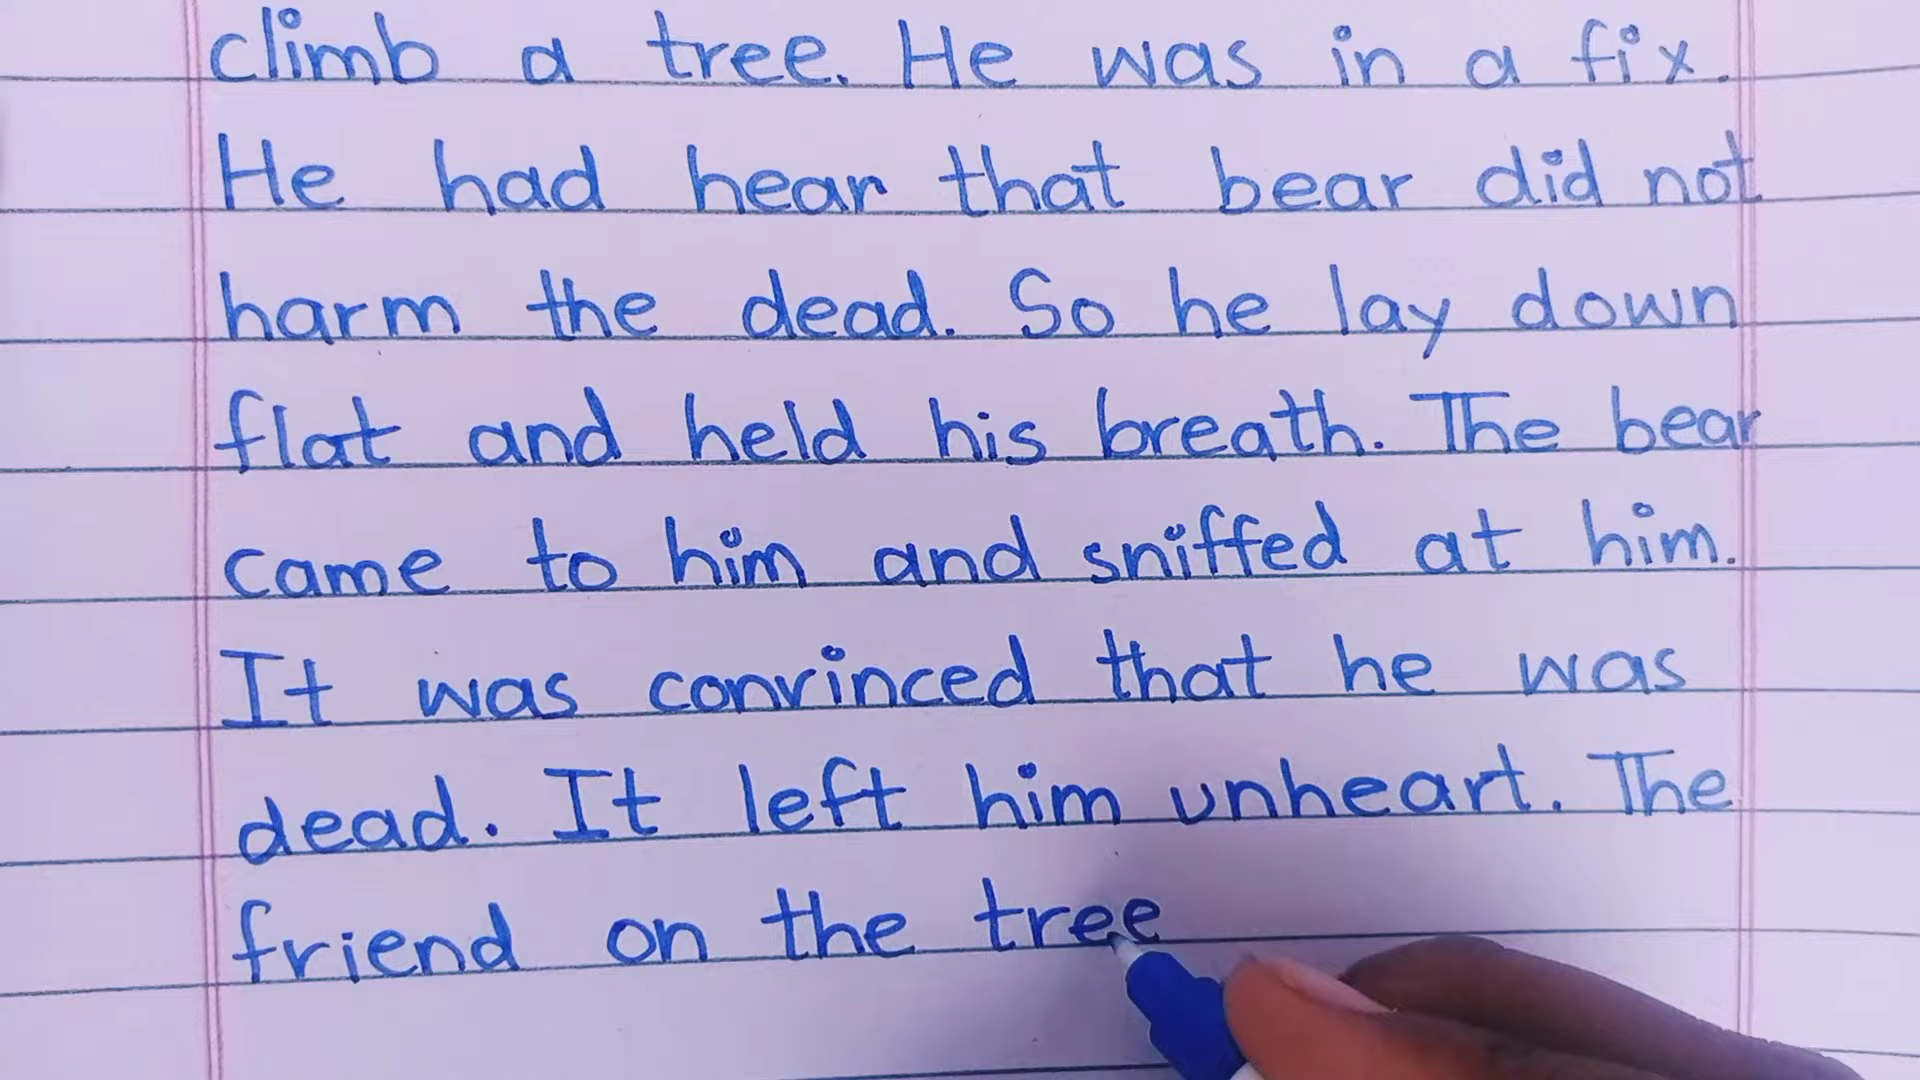 climb a tree. He was in a fix.
He had hear that bear did not
harm the dead. So he lay down
flat and held his breath. The bear
came to him and sniffed at him.
It was convinced that he was
dead. It left him unheart. The
friend on the tree